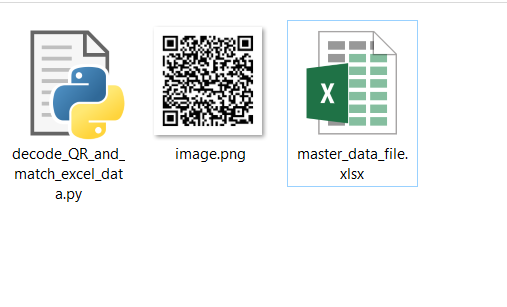 decode_QR_and_
match_excel_dat
a.py
image.png
master_data_file.
xlsx
X